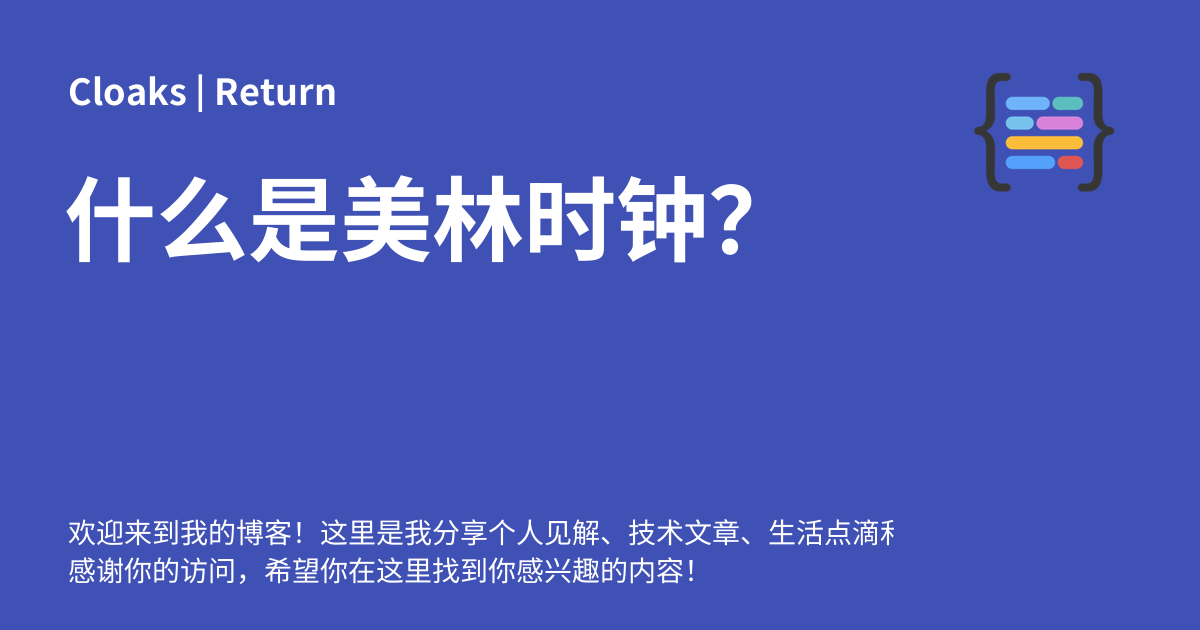 Cloaks | Return
什么是美林时钟？
欢迎来到我的博客！这里是我分享个人见解、技术文章、生活点滴
感谢你的访问，希望你在这里找到你感兴趣的内容！